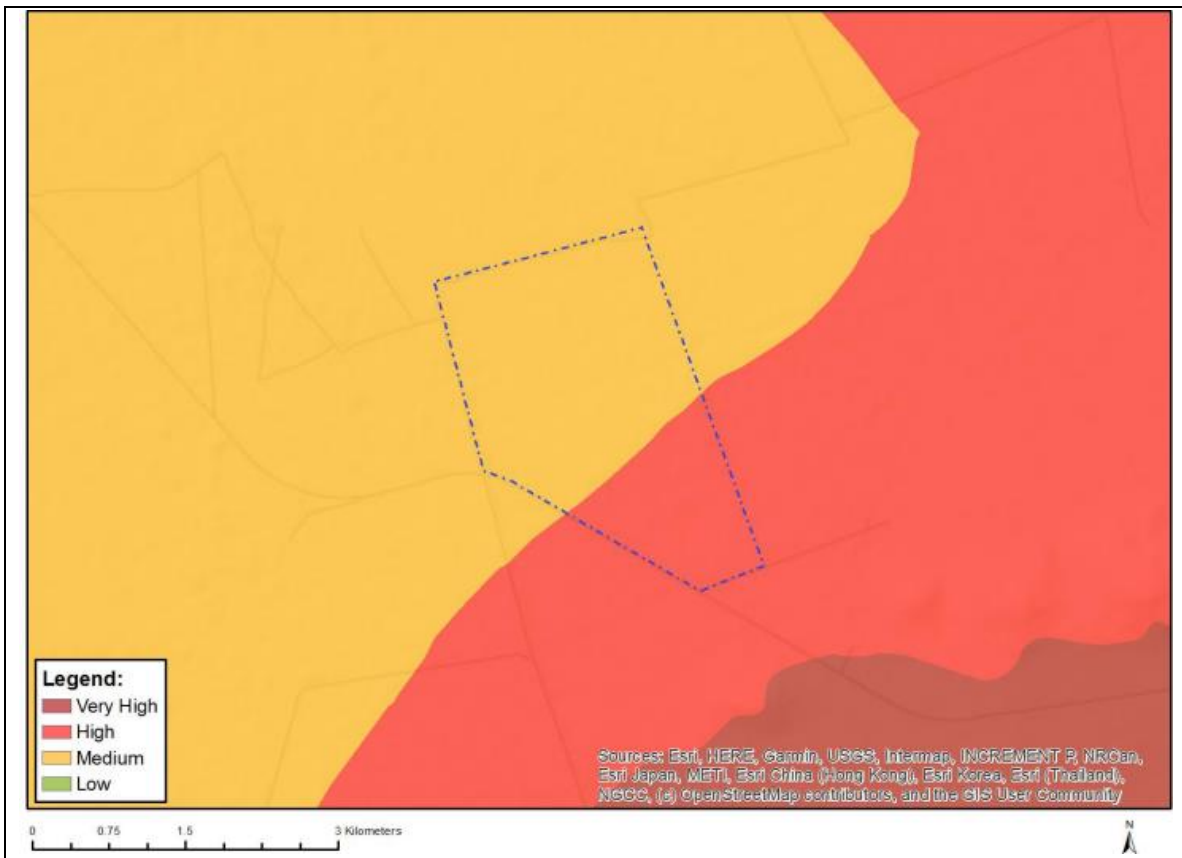 Legend:
Very High
High
Medium
Low
Sources: Esri, HERE, Garmin, USGS, Intermap, INCREMENT P, NRCan,
Esri Japan, METI, Esri China (Hong Kong), Esri Korea, Esri (Thailand),
NGCC, (c) OpenStreetMap contributors, and the GIS User Community
0 0.75 1.5 3 Kilometers
N